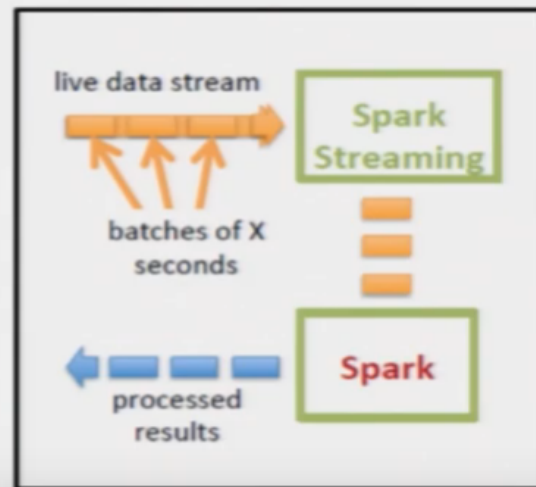 live data stream
Spark
Streaming
batches of X
seconds
Spark
processed
results